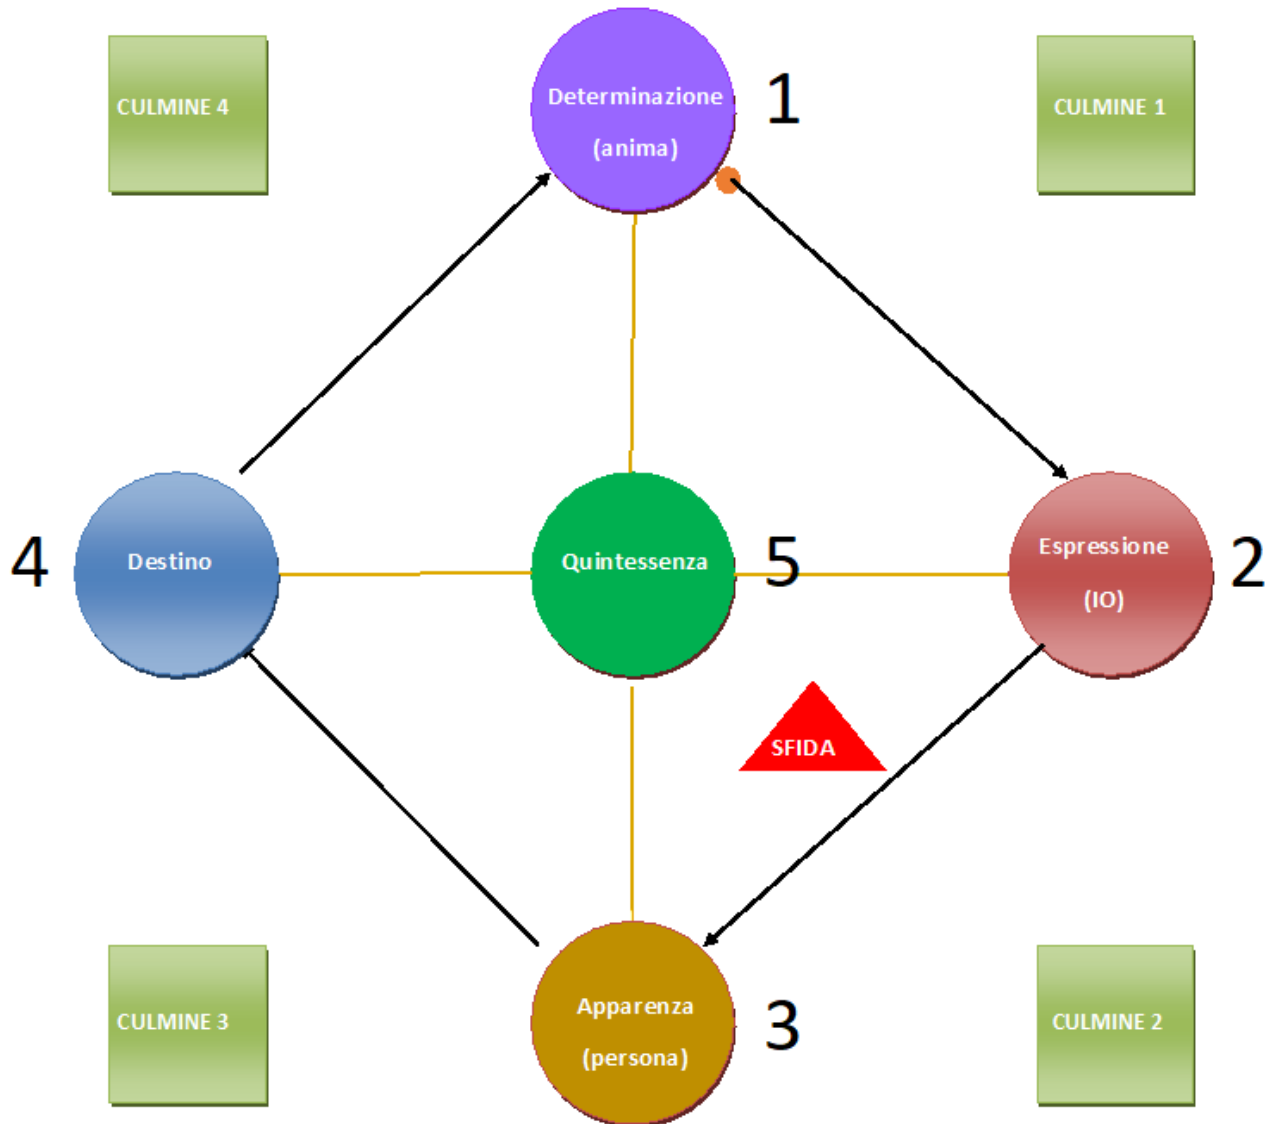 CULMINE 4
Determinazione
(anima)
1
CULMINE 1
4
Destino
Quintessenza
5
Espressione
(IO)
2
SFIDA
CULMINE 3
Apparenza
(persona)
3
CULMINE 2